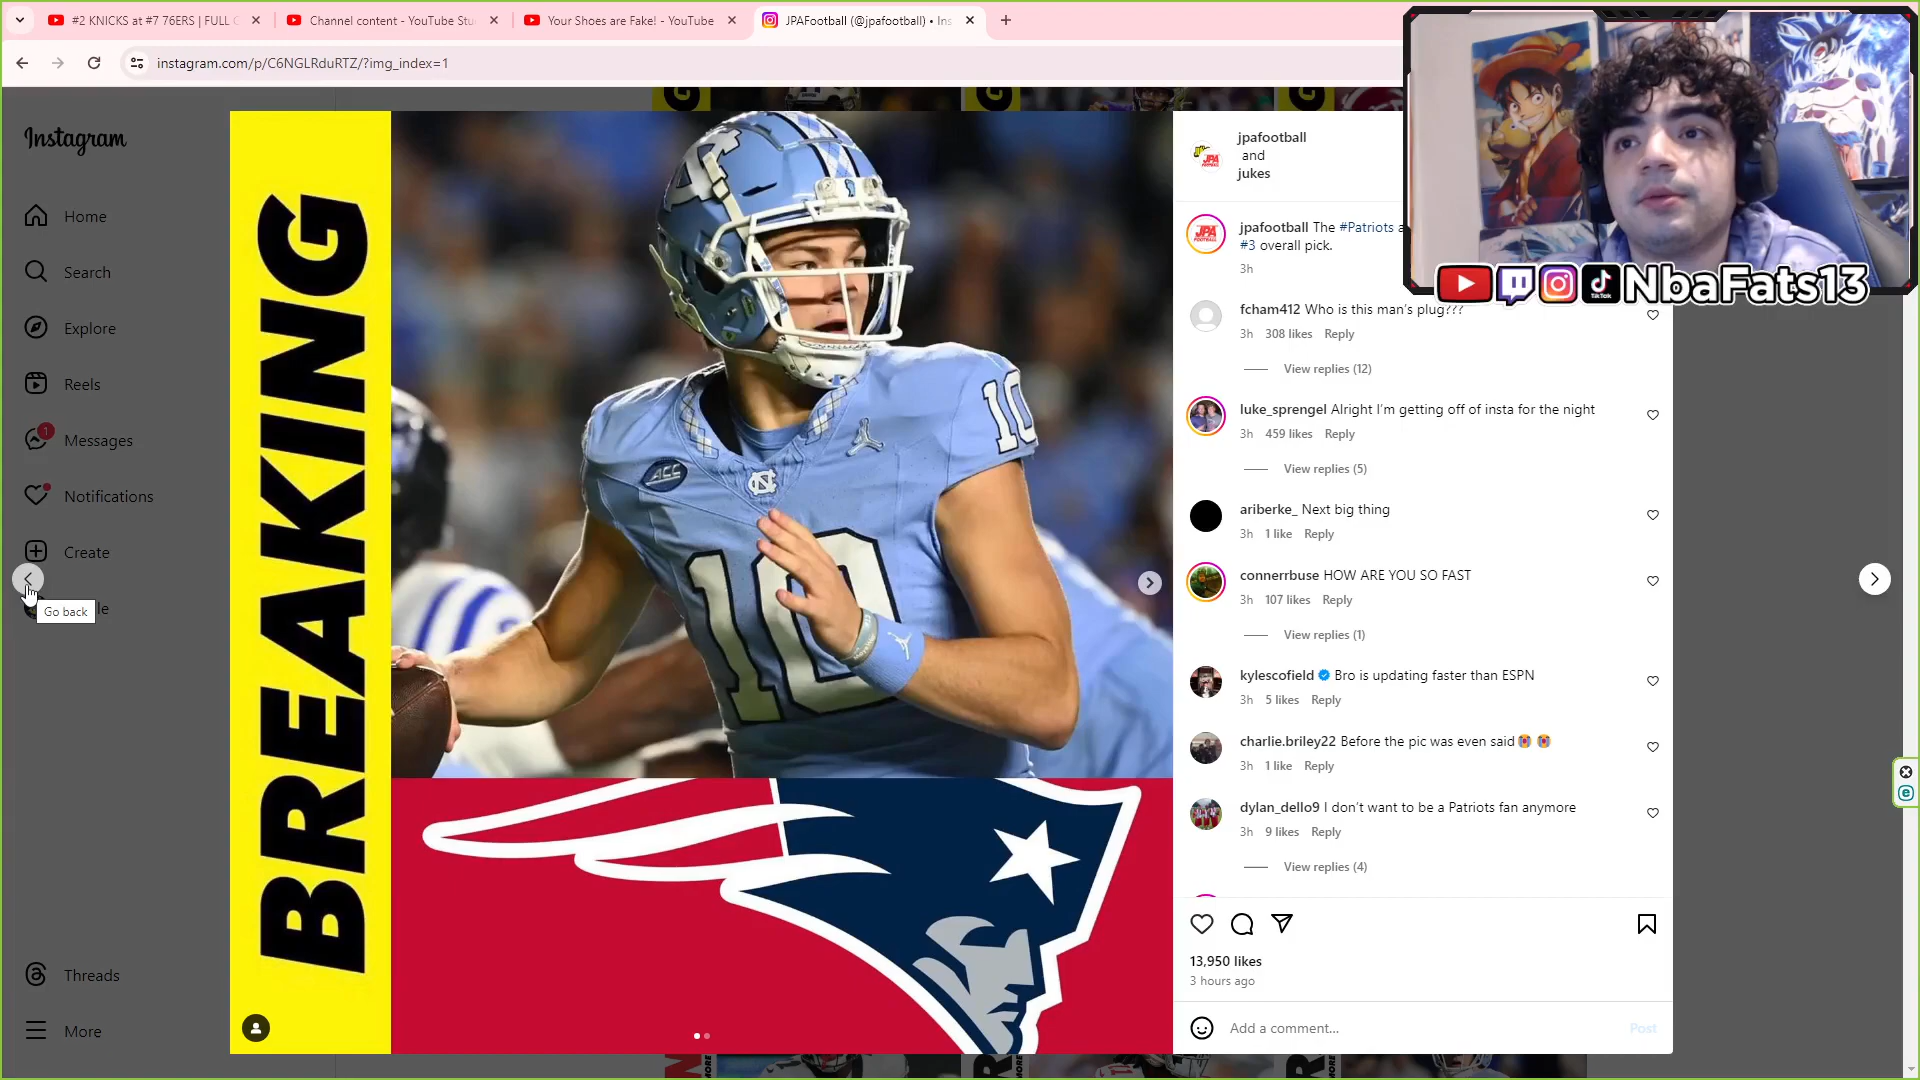 #2 KNICKS at #7 76ERS | FULL G
Channel content - YouTube Stu
Your Shoes are Fake! - YouTube
JPAFootball (@jpafootball) • Ins
instagram.com/p/C6NGLRduRTZ/?img_index=1
Instagram
Home
Search
Explore
Reels
1
Messages
Notifications
Create
le
Go back
Threads
More
BREAKING
ACC
NC
10
10
jpafootball
and
jukes
JPA FOOTBALL
jpafootball The #Patriots a
#3 overall pick.
3h
fcham412 Who is this man's plug???
3h 308 likes Reply
View replies (12)
luke_sprengel Alright I'm getting off of insta for the night
3h 459 likes Reply
View replies (5)
ariberke_ Next big thing
3h 1 like Reply
connerrbuse HOW ARE YOU SO FAST
3h 107 likes Reply
View replies (1)
kylescofield Bro is updating faster than ESPN
3h 5 likes Reply
charlie.briley22 Before the pic was even said😭 😭
3h 1 like Reply
dylan_dello9 I don't want to be a Patriots fan anymore
3h 9 likes Reply
View replies (4)
13,950 likes
3 hours ago
Add a comment...
Post
TikTok
NbaFats13